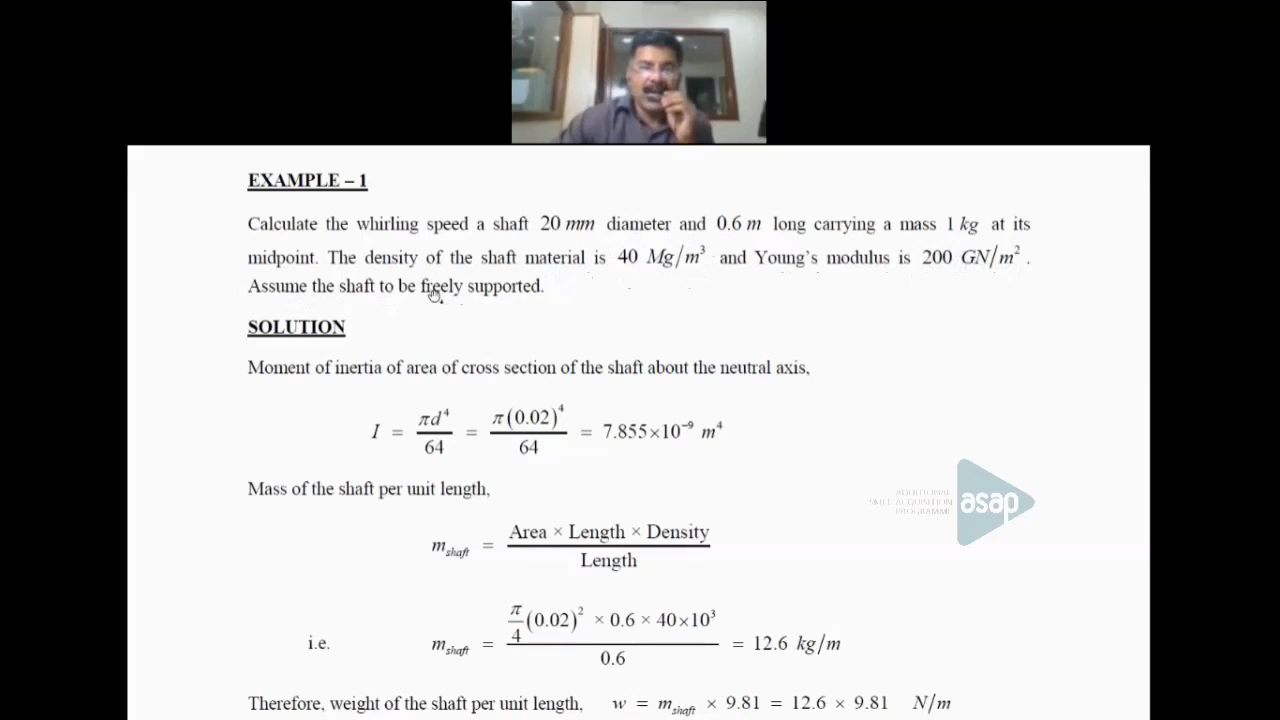 EXAMPLE – 1
Calculate the whirling speed a shaft 20 mm diameter and 0.6 m long carrying a mass 1 kg at its
midpoint. The density of the shaft material is 40 Mg/m³ and Young's modulus is 200 GN/m² .
Assume the shaft to be freely supported.
SOLUTION
Moment of inertia of area of cross section of the shaft about the neutral axis,
I = πd⁴/64 = π(0.02)⁴/64 = 7.855×10⁻⁹ m⁴
Mass of the shaft per unit length,
ADDITIONAL
SKILL ACQUISITION
PROGRAMME
asap
m_shaft = Area × Length × Density / Length
i.e. m_shaft = π/4 (0.02)² × 0.6 × 40×10³ / 0.6 = 12.6 kg/m
Therefore, weight of the shaft per unit length, w = m_shaft × 9.81 = 12.6 × 9.81 N/m